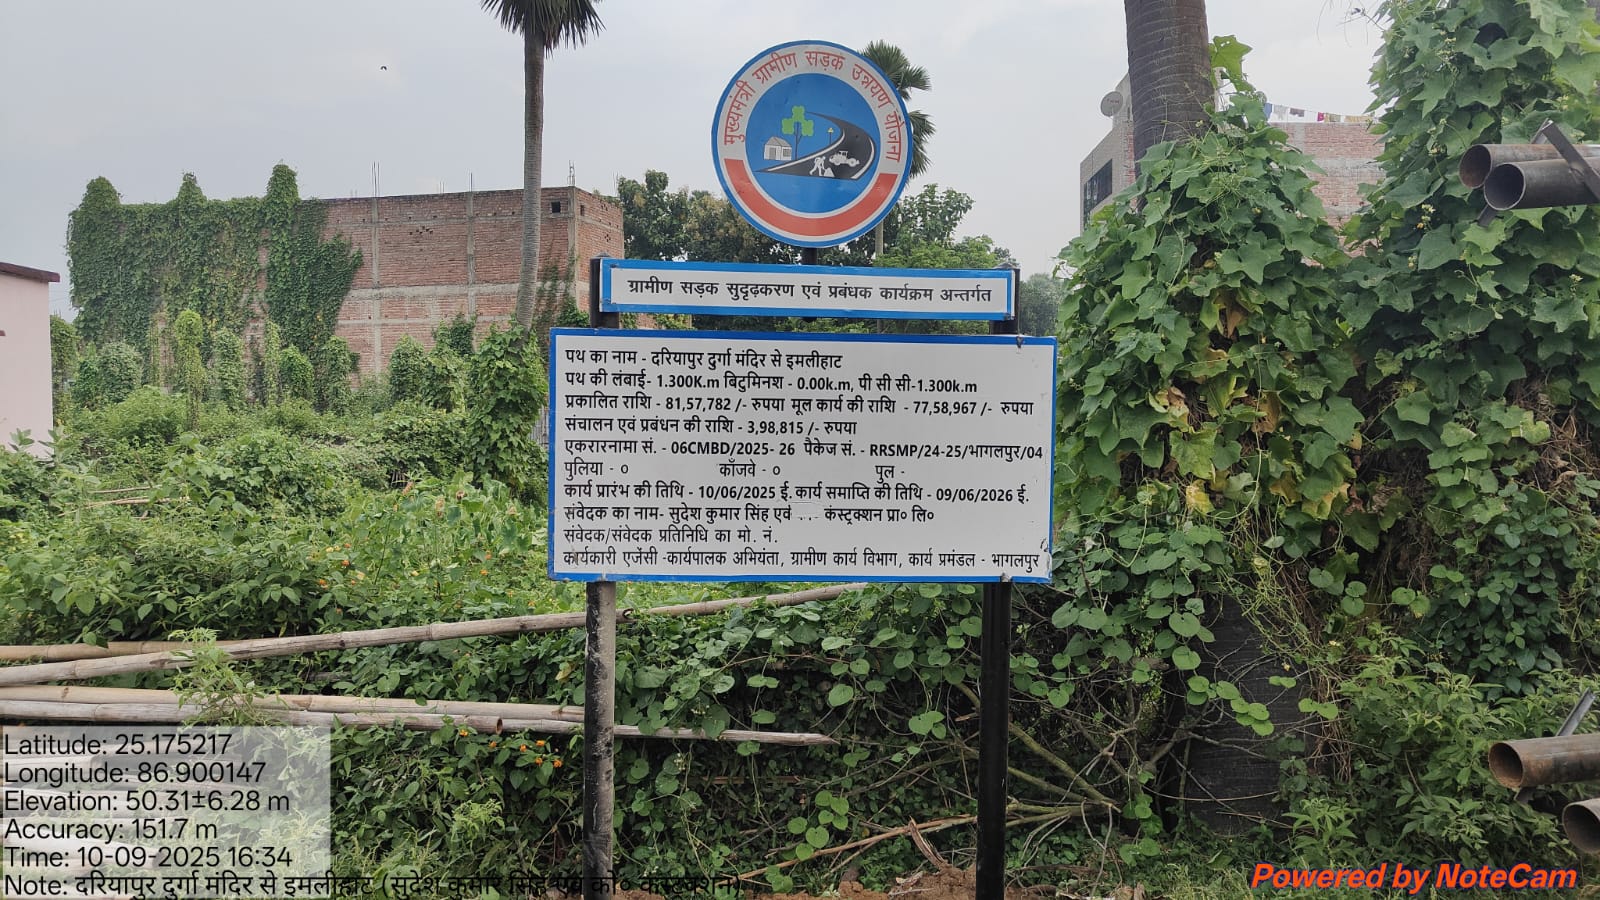 मुख्यमंत्री ग्रामीण सड़क उन्नयण योजना
ग्रामीण सड़क सुदृढ़करण एवं प्रबंधक कार्यक्रम अन्तर्गत
पथ का नाम - दरियापुर दुर्गा मंदिर से इमलीहाट
पथ की लंबाई- 1.300K.m बिटुमिनश - 0.00k.m, पी सी सी-1.300k.m
प्रकालित राशि - 81,57,782 /- रुपया मूल कार्य की राशि - 77,58,967 /- रुपया
संचालन एवं प्रबंधन की राशि - 3,98,815 /- रुपया
एकरारनामा सं. - 06CMBD/2025- 26 पैकेज सं. - RRSMP/24-25/भागलपुर/04
पुलिया - ० कॉजवे - ० पुल -
कार्य प्रारंभ की तिथि - 10/06/2025 ई. कार्य समाप्ति की तिथि - 09/06/2026 ई.
संवेदक का नाम- सुदेश कुमार सिंह एवं कंस्ट्रक्शन प्रा० लि०
संवेदक/संवेदक प्रतिनिधि का मो. नं.
कार्यकारी एजेंसी -कार्यपालक अभियंता, ग्रामीण कार्य विभाग, कार्य प्रमंडल - भागलपुर
Latitude: 25.175217
Longitude: 86.900147
Elevation: 50.31±6.28 m
Accuracy: 151.7 m
Time: 10-09-2025 16:34
Note: दरियापुर दुर्गा मंदिर से इमलीहाट (सुदेश कुमार सिंह एवं को० कंस्ट्रक्शन)
Powered by NoteCam